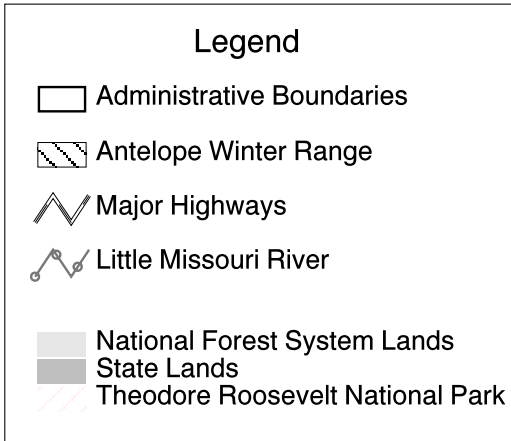 Legend
Administrative Boundaries
Antelope Winter Range
Major Highways
Little Missouri River
National Forest System Lands
State Lands
Theodore Roosevelt National Park